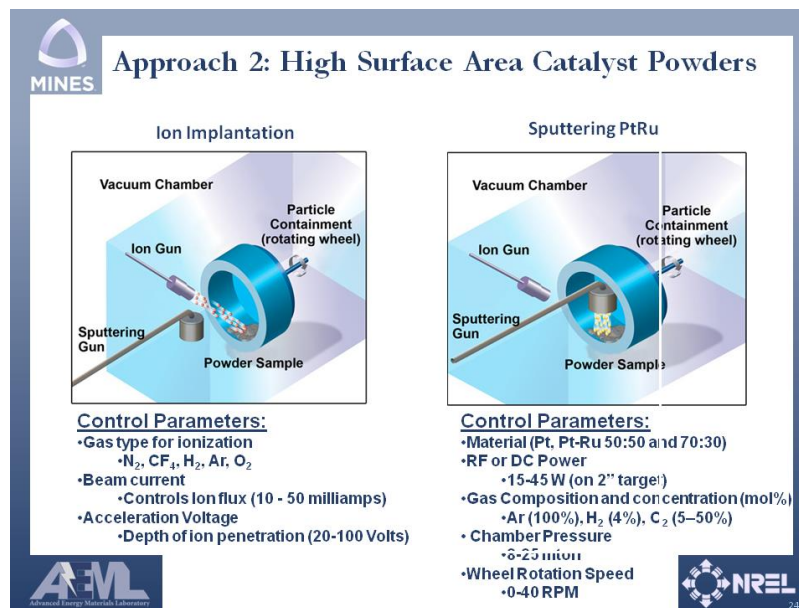 MINES
Approach 2: High Surface Area Catalyst Powders
Ion Implantation
Vacuum Chamber
Particle
Containment
(rotating wheel)
Ion Gun
Sputtering
Gun
Powder Sample
Control Parameters:
•Gas type for ionization
•N₂, CF₄, H₂, Ar, O₂
•Beam current
•Controls Ion flux (10 - 50 milliamps)
•Acceleration Voltage
•Depth of ion penetration (20-100 Volts)
Sputtering PtRu
Vacuum Chamber
Particle
Containment
(rotating wheel)
Ion Gun
Sputtering
Gun
Powder Sample
Control Parameters:
•Material (Pt, Pt-Ru 50:50 and 70:30)
•RF or DC Power
•15-45 W (on 2” target)
•Gas Composition and concentration (mol%)
•Ar (100%), H₂ (4%), O₂ (5–50%)
• Chamber Pressure
•8-25 mtorr
•Wheel Rotation Speed
•0-40 RPM
AEML
Advanced Energy Materials Laboratory
NREL
24